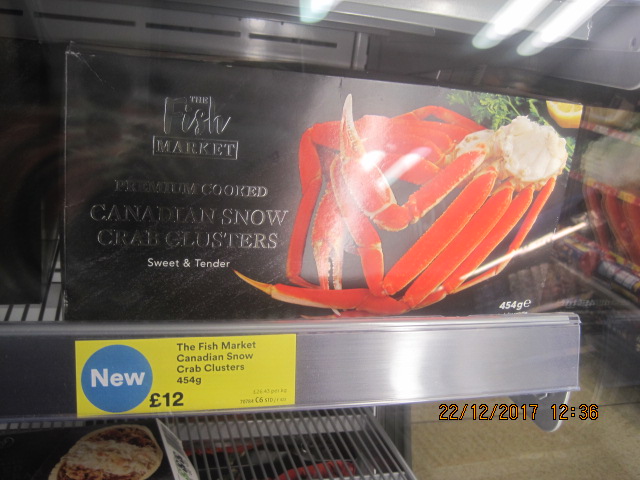 THE
Fish
MARKET
PREMIUM COOKED
CANADIAN SNOW
CRAB CLUSTERS
Sweet & Tender
454g℮
New
The Fish Market
Canadian Snow
Crab Clusters
454g
£12
22/12/2017 12:36